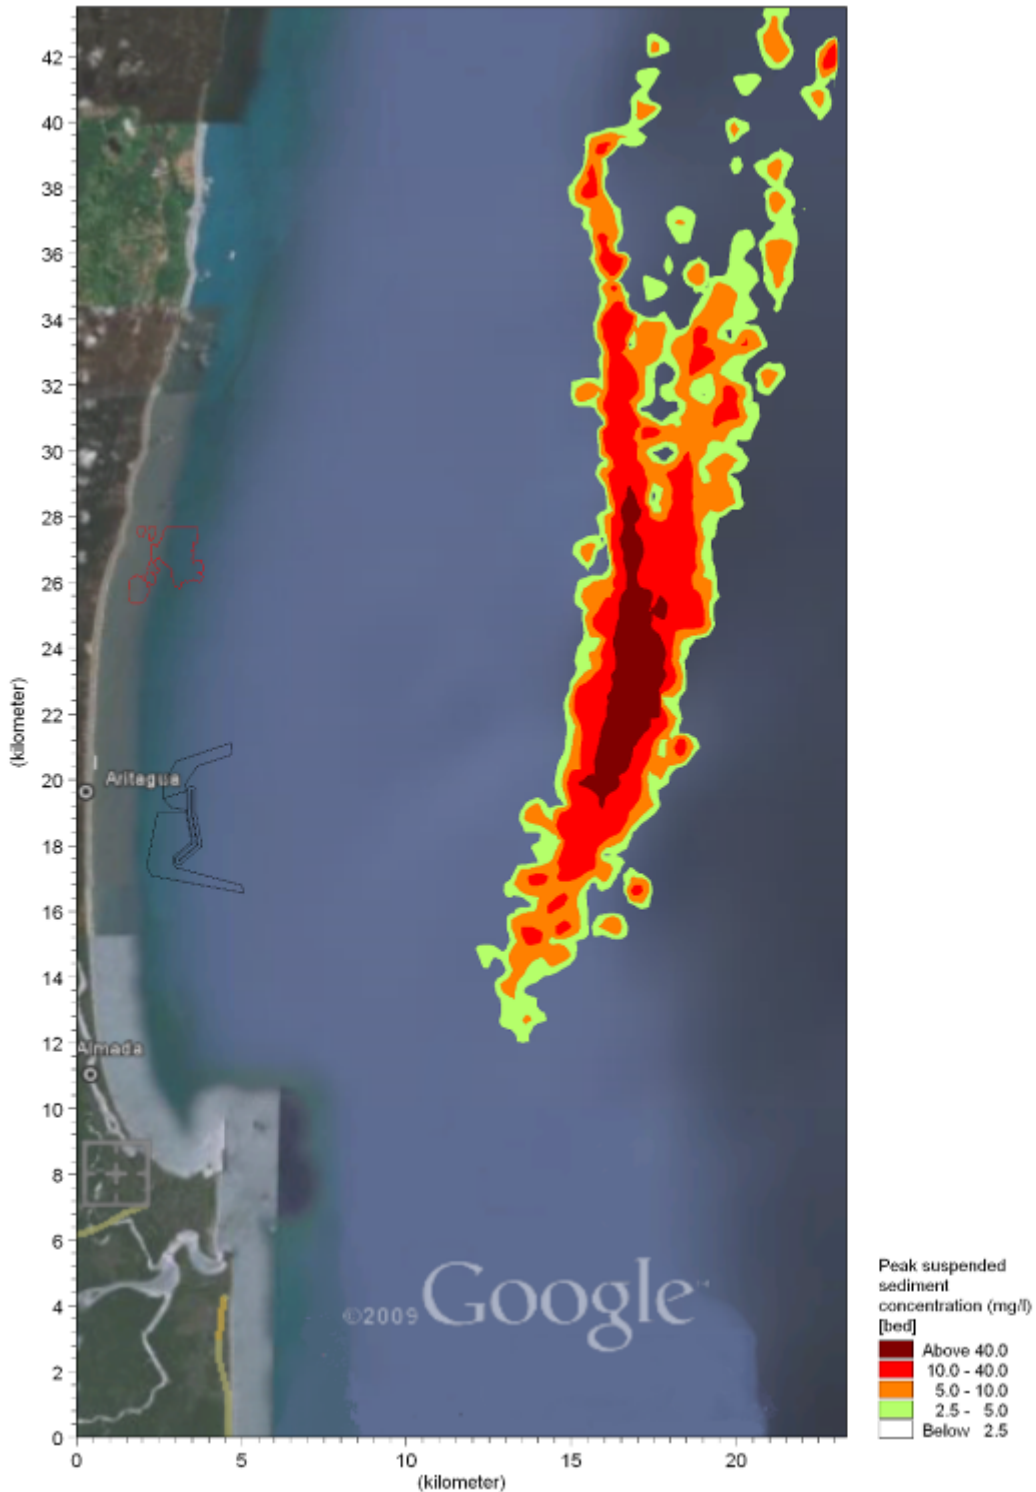 42
40
38
36
34
32
30
28
26
24
22
20
18
16
14
12
10
8
6
4
2
0
(kilometer)
Aritagua
Almada
©2009 Google™
0 5 10 15 20
(kilometer)
Peak suspended
sediment
concentration (mg/l)
[bed]
Above 40.0
10.0 - 40.0
5.0 - 10.0
2.5 - 5.0
Below 2.5